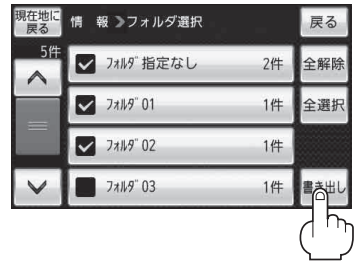 現在地に
戻る
情 報 フォルダ選択
戻る
5件
フォルダ指定なし 2件
全解除
フォルダ01 1件
全選択
フォルダ02 1件
フォルダ03 1件
書き出し